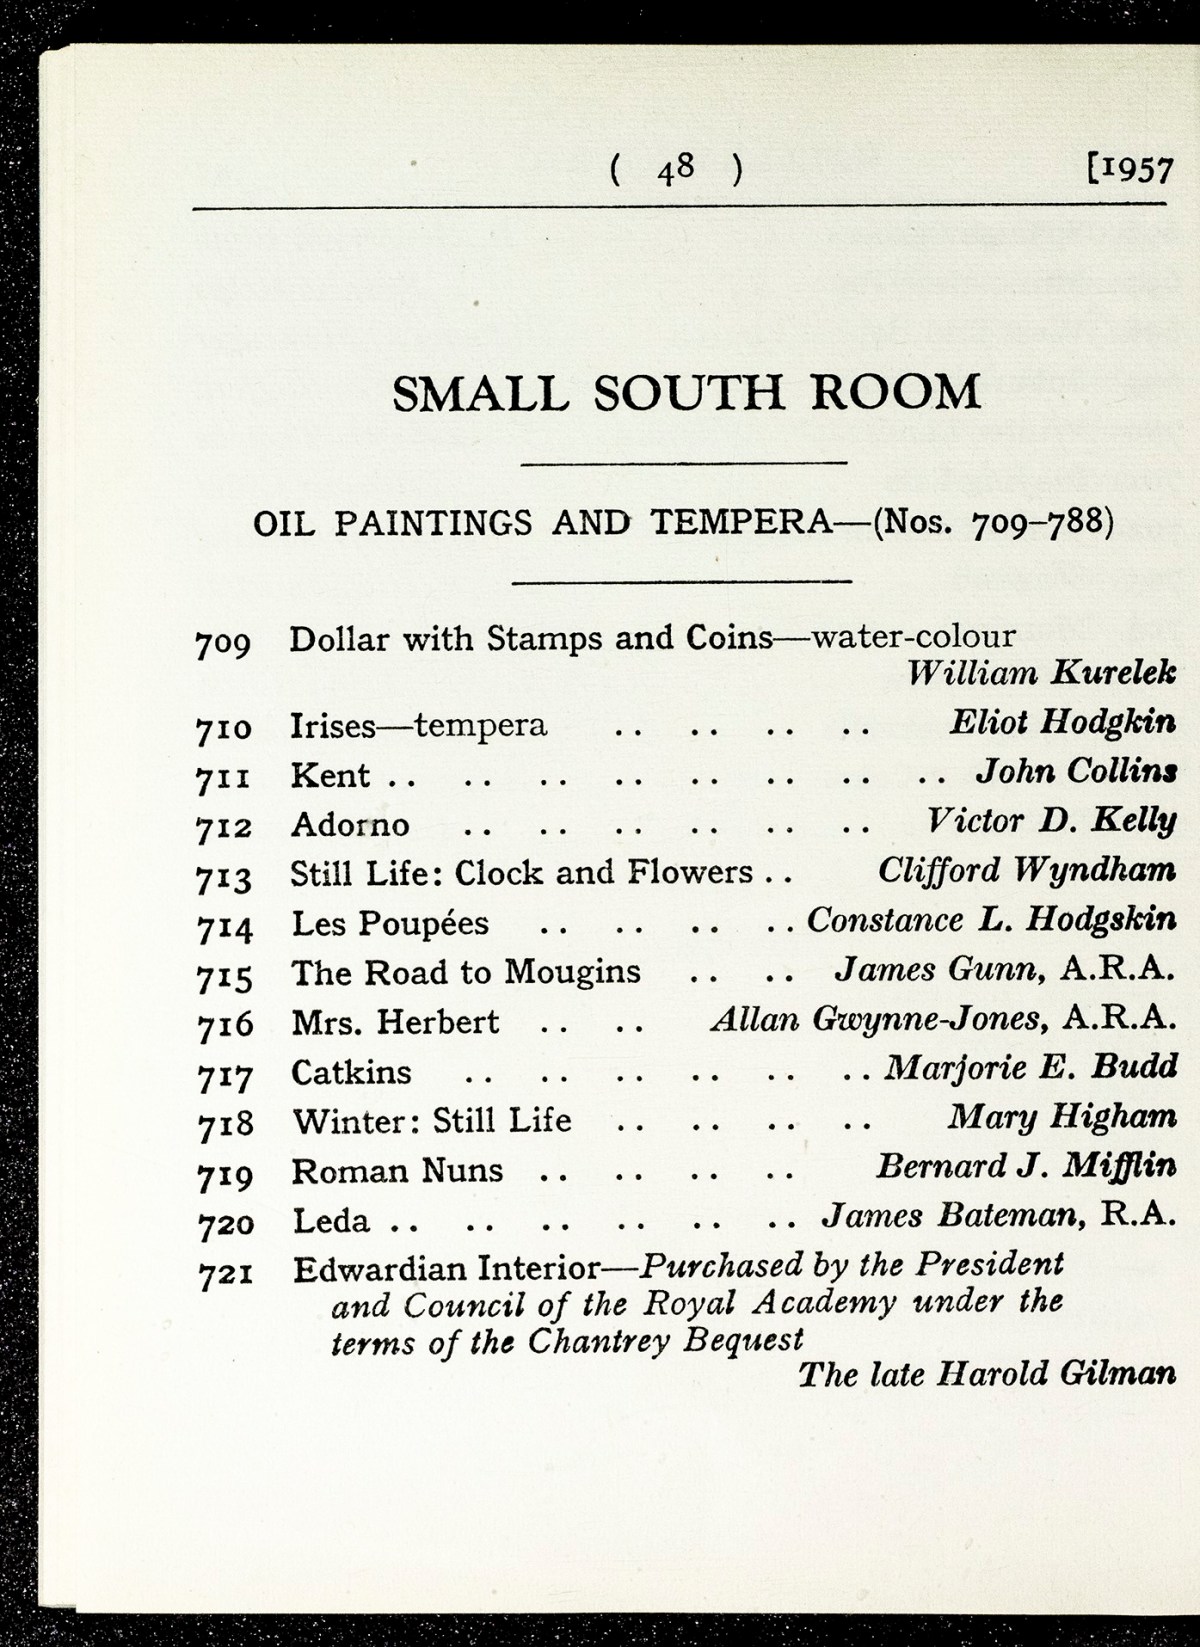 ( 48 ) [1957
SMALL SOUTH ROOM
OIL PAINTINGS AND TEMPERA—(Nos. 709–788)
709 Dollar with Stamps and Coins—water-colour
William Kurelek
710 Irises—tempera .. .. .. .. Eliot Hodgkin
711 Kent .. .. .. .. .. .. .. .. John Collins
712 Adorno .. .. .. .. .. .. Victor D. Kelly
713 Still Life: Clock and Flowers .. Clifford Wyndham
714 Les Poupées .. .. .. .. Constance L. Hodgskin
715 The Road to Mougins .. .. James Gunn, A.R.A.
716 Mrs. Herbert .. .. Allan Gwynne-Jones, A.R.A.
717 Catkins .. .. .. .. .. .. Marjorie E. Budd
718 Winter: Still Life .. .. .. .. Mary Higham
719 Roman Nuns .. .. .. .. Bernard J. Mifflin
720 Leda .. .. .. .. .. .. James Bateman, R.A.
721 Edwardian Interior—Purchased by the President
and Council of the Royal Academy under the
terms of the Chantrey Bequest
The late Harold Gilman